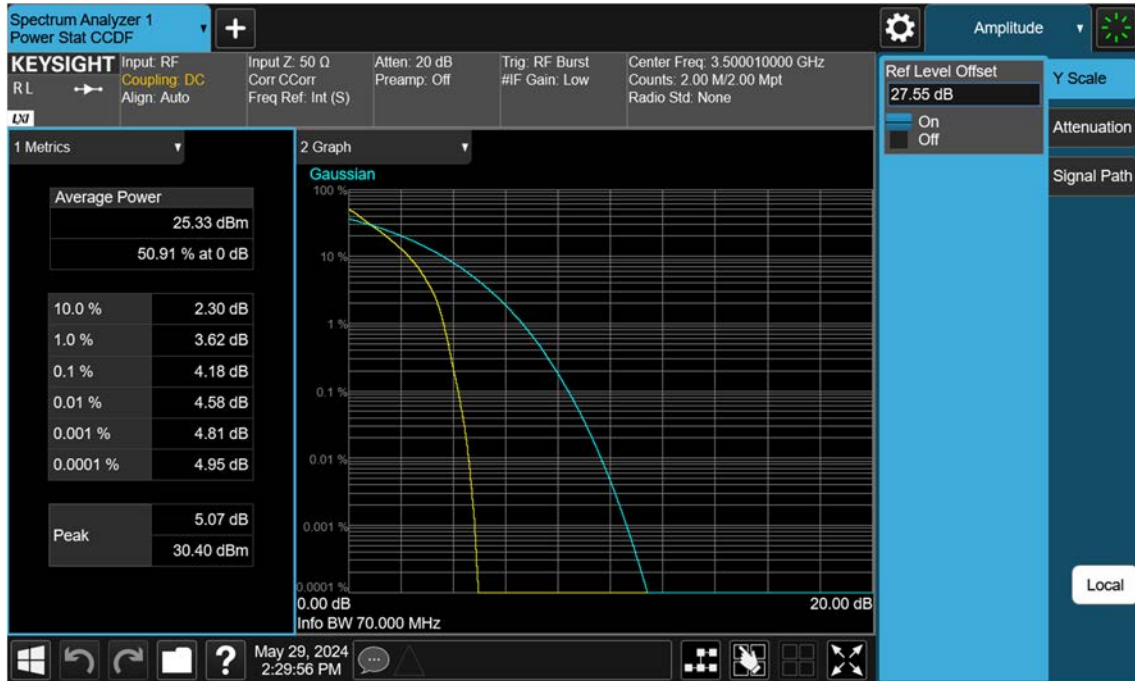 Spectrum Analyzer 1
Power Stat CCDF
Amplitude
KEYSIGHT
R L
LXI
Input: RF
Coupling: DC
Align: Auto
Input Z: 50 Ω
Corr CCorr
Freq Ref: Int (S)
Atten: 20 dB
Preamp: Off
Trig: RF Burst
#IF Gain: Low
Center Freq: 3.500010000 GHz
Counts: 2.00 M/2.00 Mpt
Radio Std: None
Ref Level Offset
27.55 dB
On
Off
Y Scale
Attenuation
Signal Path
1 Metrics
Average Power
25.33 dBm
50.91 % at 0 dB
10.0 % 2.30 dB
1.0 % 3.62 dB
0.1 % 4.18 dB
0.01 % 4.58 dB
0.001 % 4.81 dB
0.0001 % 4.95 dB
Peak
5.07 dB
30.40 dBm
2 Graph
Gaussian
100 %
10 %
1 %
0.1 %
0.01 %
0.001 %
0.0001 %
0.00 dB 20.00 dB
Info BW 70.000 MHz
Local
?
May 29, 2024
2:29:56 PM